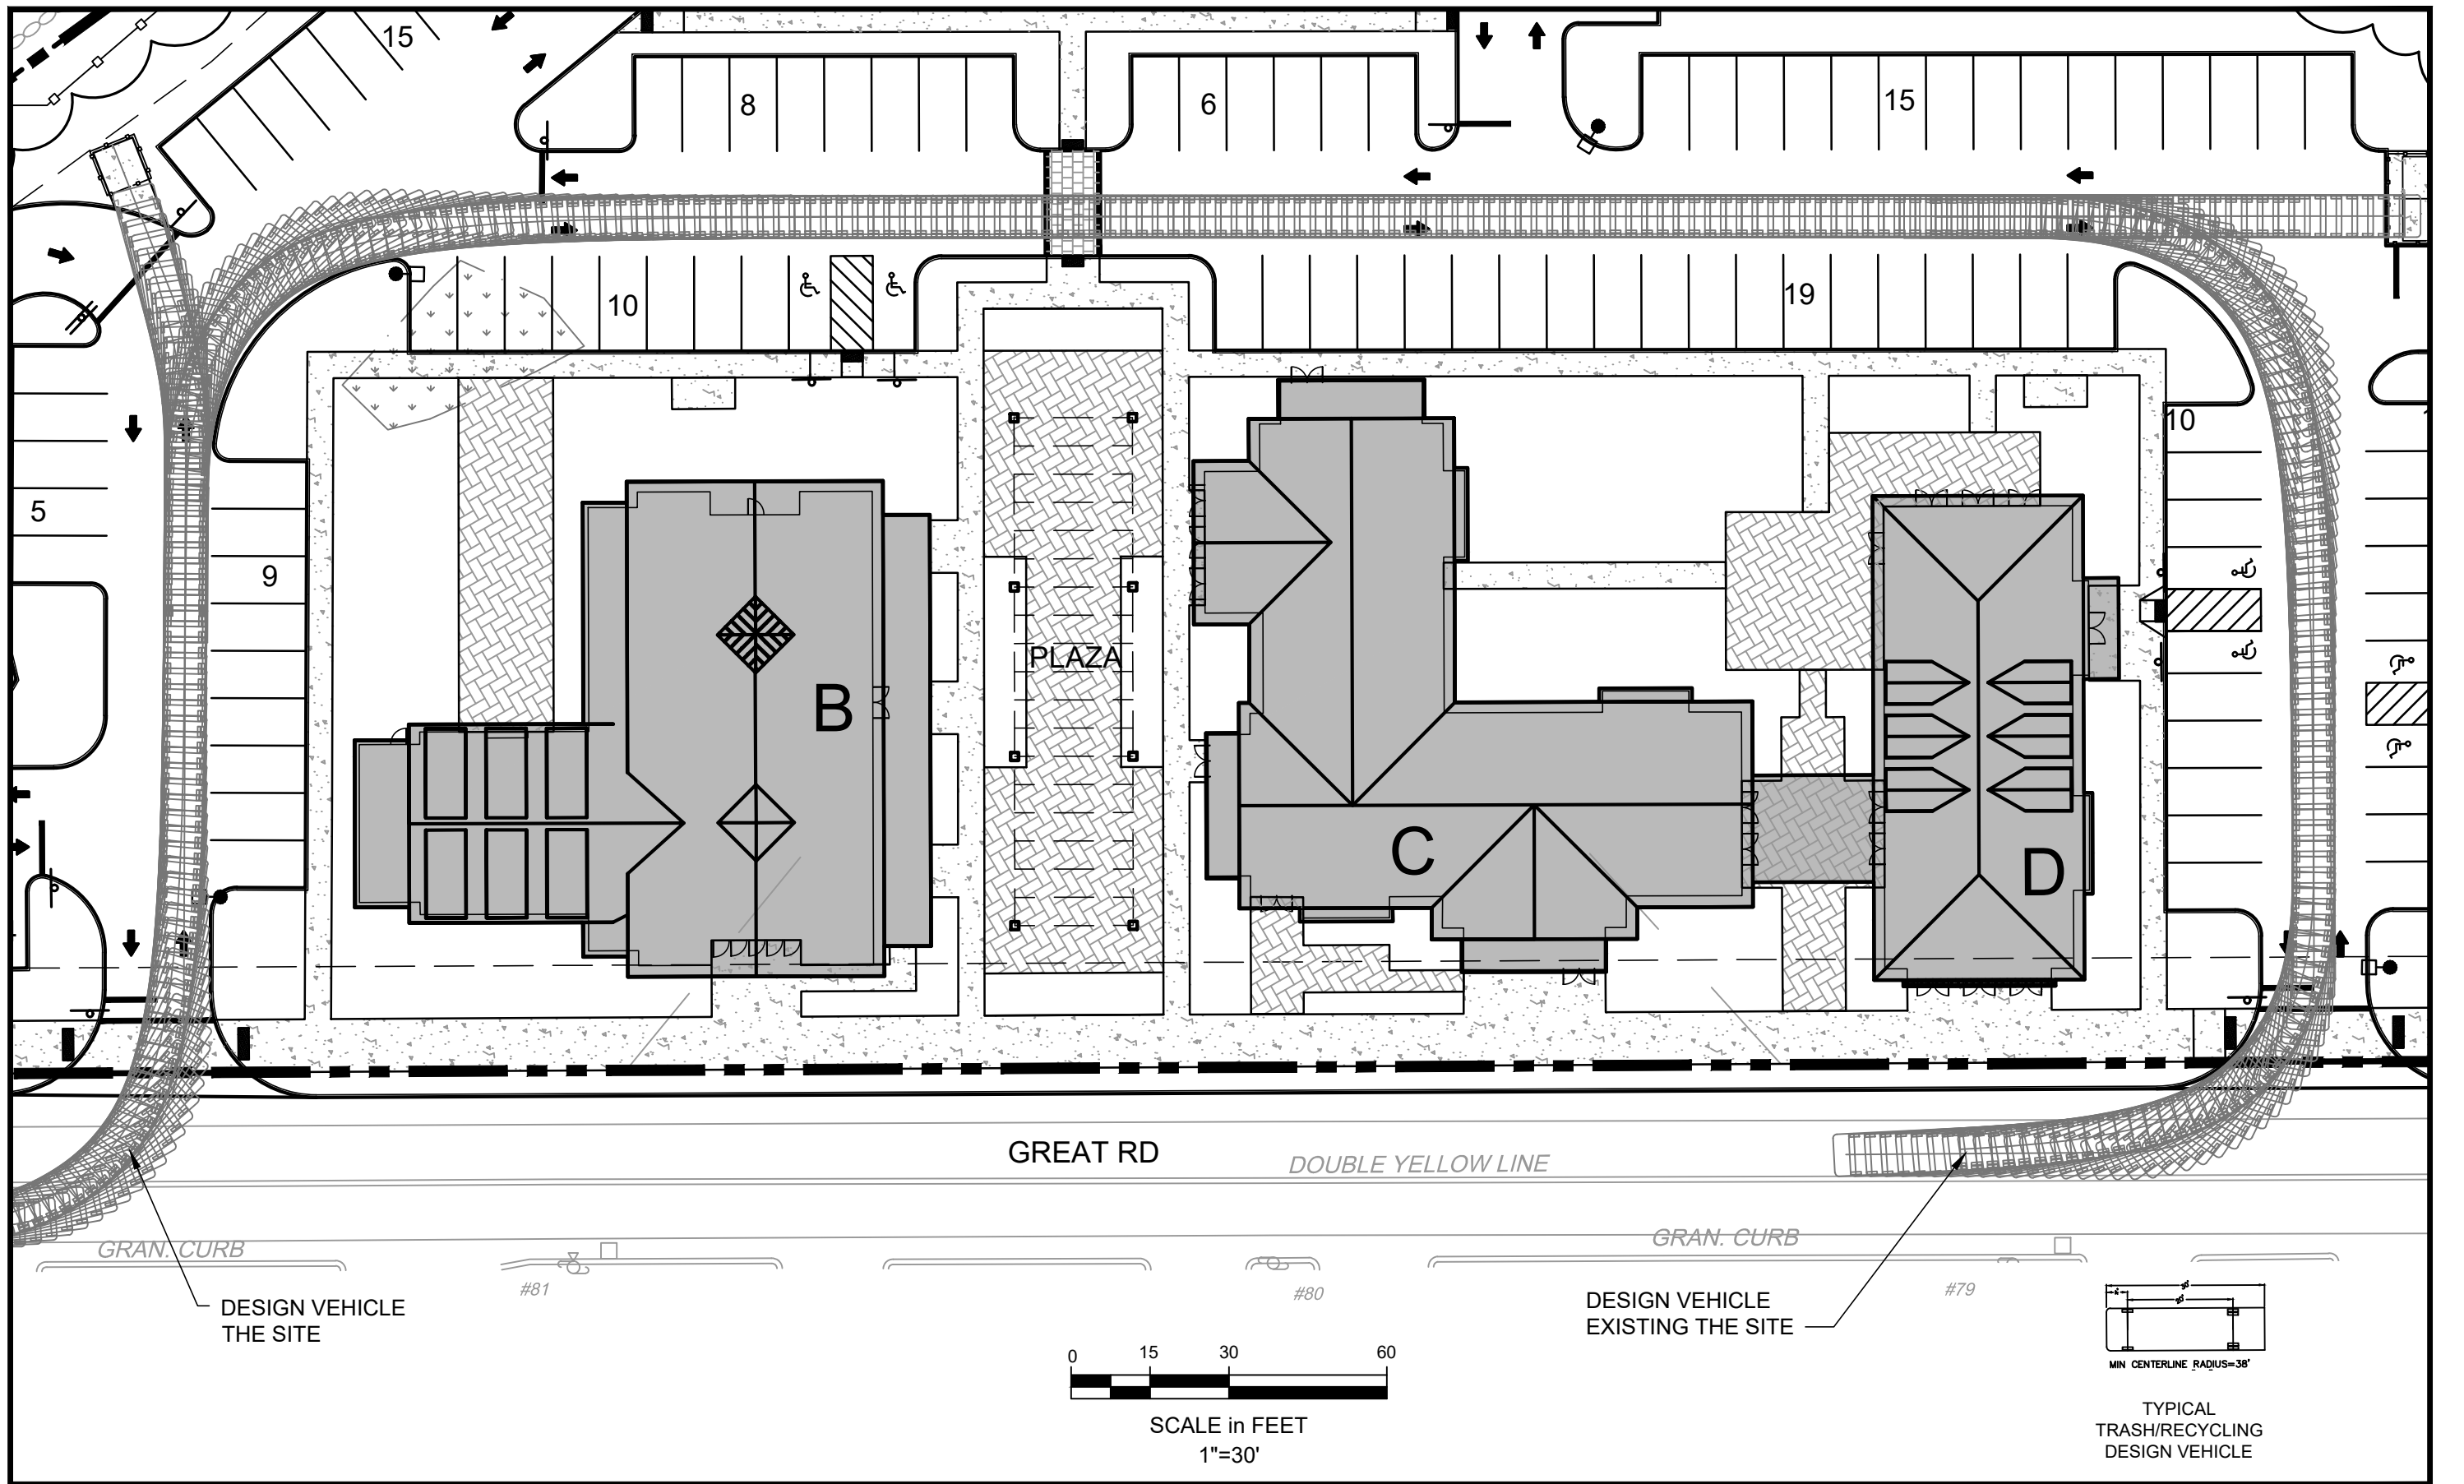 15
8
6
15
10
19
10
5
9
PLAZA
B
C
D
GREAT RD
DOUBLE YELLOW LINE
GRAN. CURB
GRAN. CURB
#81
#80
#79
DESIGN VEHICLE
THE SITE
DESIGN VEHICLE
EXISTING THE SITE
0 15 30 60
SCALE in FEET
1"=30'
MIN CENTERLINE RADIUS=38'
TYPICAL
TRASH/RECYCLING
DESIGN VEHICLE